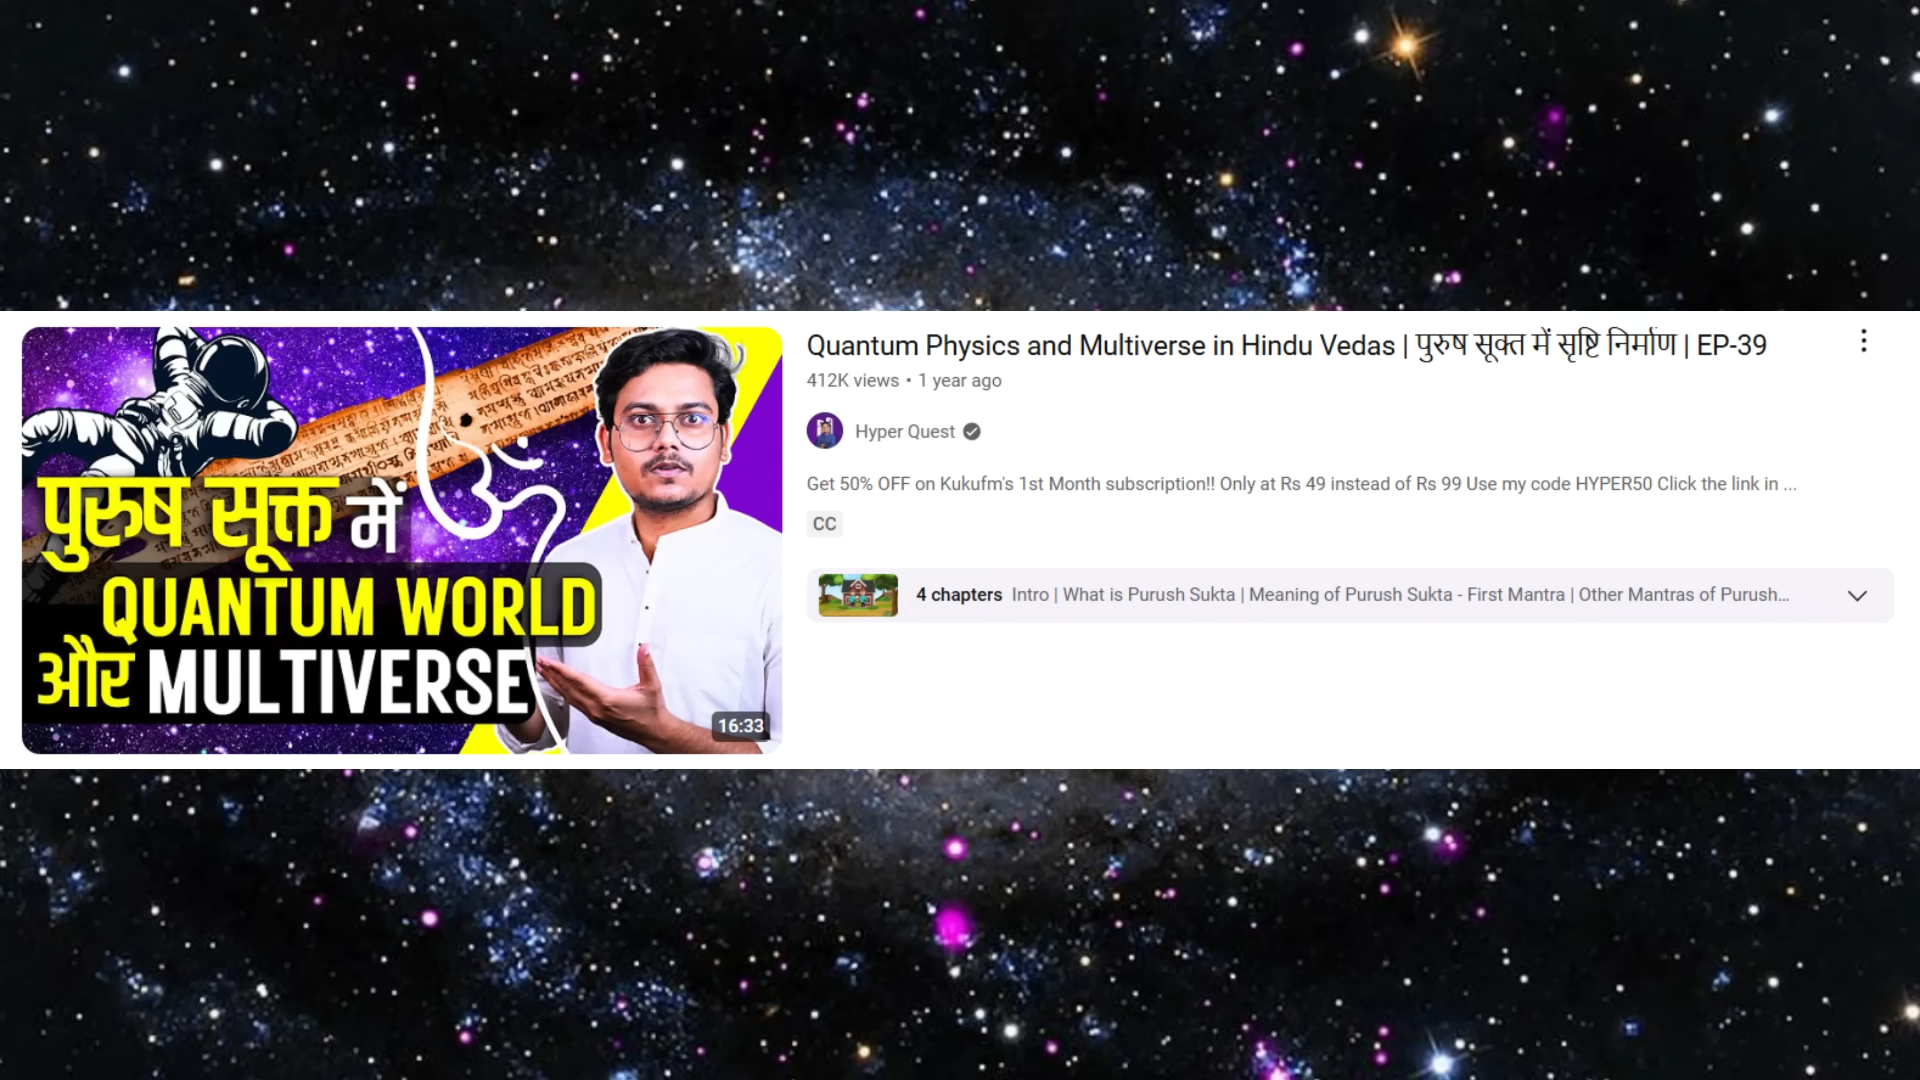 पुरुष सूक्त में
QUANTUM WORLD
और MULTIVERSE
16:33
Quantum Physics and Multiverse in Hindu Vedas | पुरुष सूक्त में सृष्टि निर्माण | EP-39
412K views • 1 year ago
Hyper Quest
Get 50% OFF on Kukufm's 1st Month subscription!! Only at Rs 49 instead of Rs 99 Use my code HYPER50 Click the link in ...
CC
4 chapters Intro | What is Purush Sukta | Meaning of Purush Sukta - First Mantra | Other Mantras of Purush...